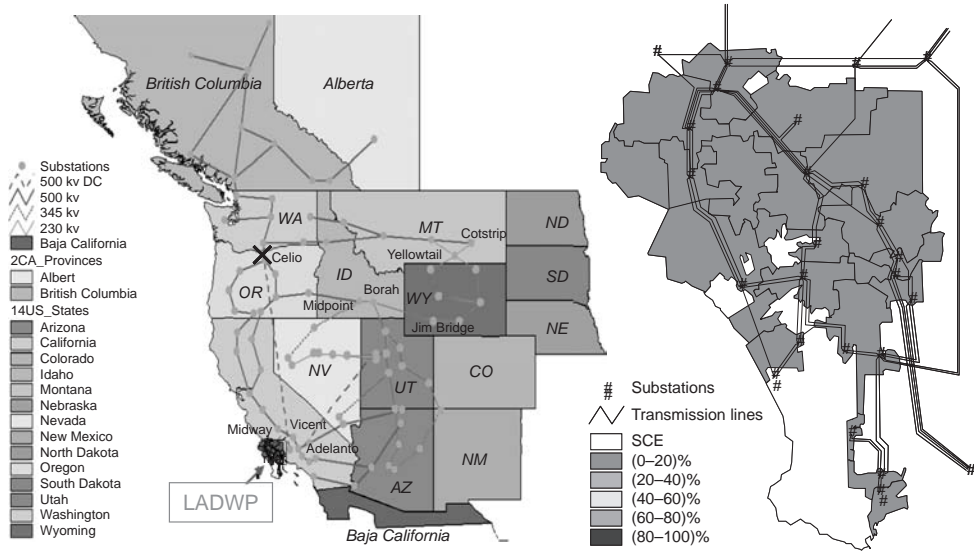 British Columbia
Alberta
Substations
500 kv DC
500 kv
345 kv
230 kv
Baja California
2CA_Provinces
Albert
British Columbia
14US_States
Arizona
California
Colorado
Idaho
Montana
Nebraska
Nevada
New Mexico
North Dakota
Oregon
South Dakota
Utah
Washington
Wyoming
WA
MT
ND
Cotstrip
Celio
Yellowtail
ID
SD
OR
Borah
WY
Midpoint
Jim Bridge
NE
NV
UT
CO
Midway
Vicent
Adelanto
NM
AZ
LADWP
Baja California
# Substations
Transmission lines
SCE
(0–20)%
(20–40)%
(40–60)%
(60–80)%
(80–100)%